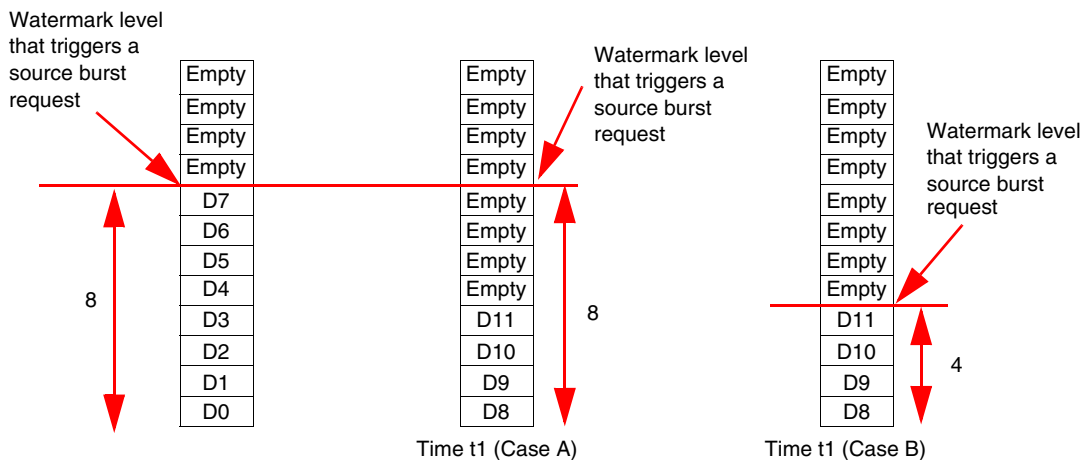 Watermark level
that triggers a
source burst
request
Empty
Empty
Empty
Empty
D7
D6
D5
D4
D3
D2
D1
D0
8
Watermark level
that triggers a
source burst
request
Empty
Empty
Empty
Empty
Empty
Empty
Empty
Empty
D11
D10
D9
D8
8
Time t1 (Case A)
Watermark level
that triggers a
source burst
request
Empty
Empty
Empty
Empty
Empty
Empty
Empty
Empty
D11
D10
D9
D8
4
Time t1 (Case B)